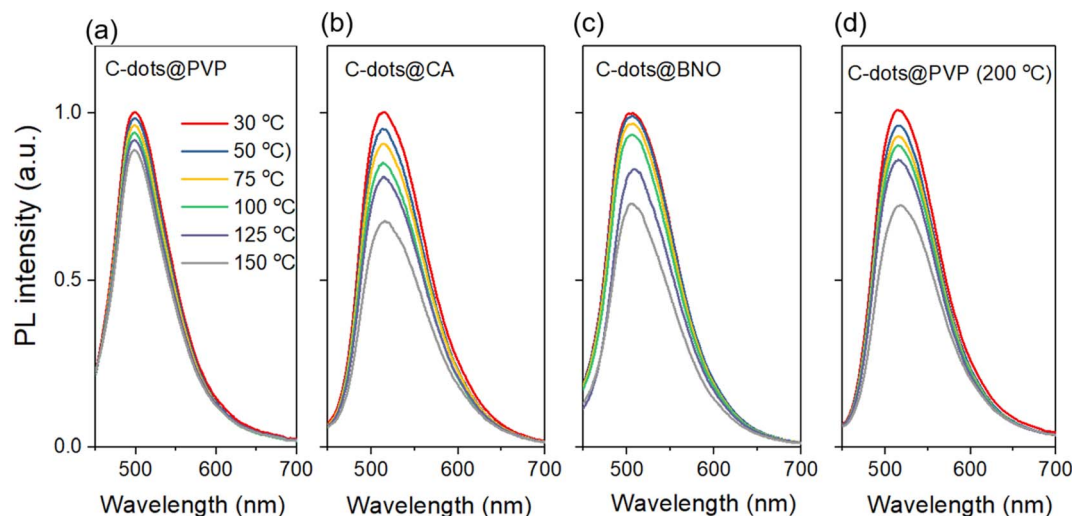 (a)
(b)
(c)
(d)
C-dots@PVP
C-dots@CA
C-dots@BNO
C-dots@PVP (200 ºC)
PL intensity (a.u.)
1.0
0.5
0.0
30 ºC
50 ºC)
75 ºC
100 ºC
125 ºC
150 ºC
500 600 700
500 600 700
500 600 700
500 600 700
Wavelength (nm)
Wavelength (nm)
Wavelength (nm)
Wavelength (nm)